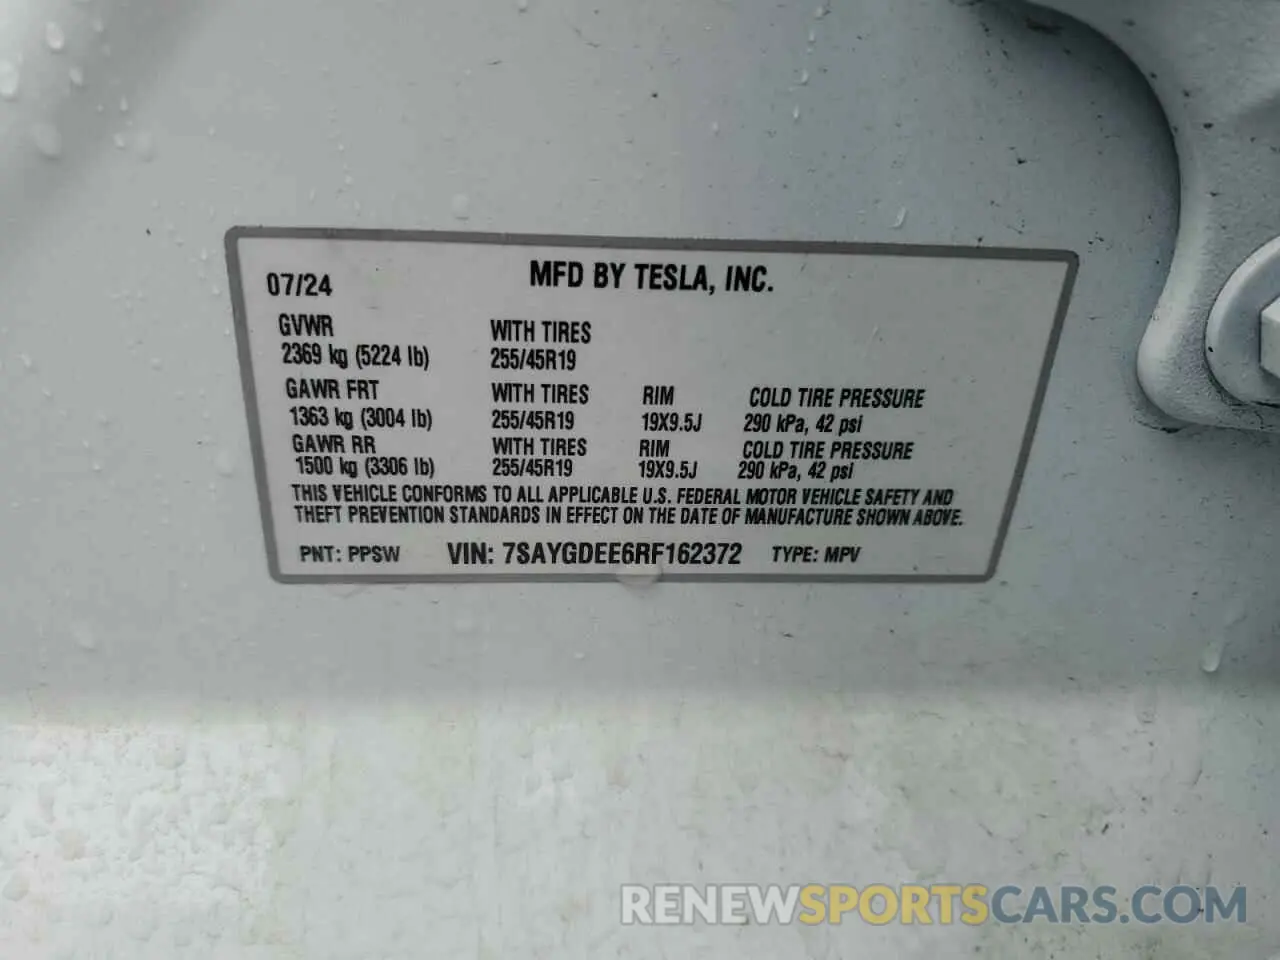 07/24 MFD BY TESLA, INC.
GVWR WITH TIRES
2369 kg (5224 lb) 255/45R19
GAWR FRT WITH TIRES RIM COLD TIRE PRESSURE
1363 kg (3004 lb) 255/45R19 19X9.5J 290 kPa, 42 psi
GAWR RR WITH TIRES RIM COLD TIRE PRESSURE
1500 kg (3306 lb) 255/45R19 19X9.5J 290 kPa, 42 psi
THIS VEHICLE CONFORMS TO ALL APPLICABLE U.S. FEDERAL MOTOR VEHICLE SAFETY AND
THEFT PREVENTION STANDARDS IN EFFECT ON THE DATE OF MANUFACTURE SHOWN ABOVE.
PNT: PPSW VIN: 7SAYGDEE6RF162372 TYPE: MPV
RENEWSPORTSCARS.COM